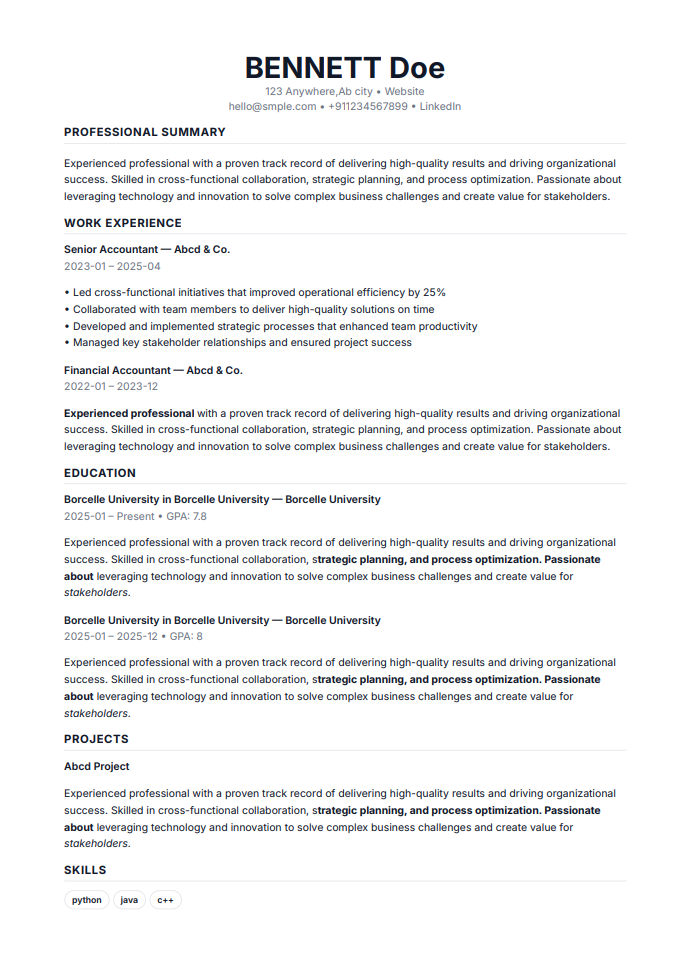 BENNETT Doe
123 Anywhere,Ab city • Website
hello@smple.com • +911234567899 • LinkedIn
PROFESSIONAL SUMMARY
Experienced professional with a proven track record of delivering high-quality results and driving organizational
success. Skilled in cross-functional collaboration, strategic planning, and process optimization. Passionate about
leveraging technology and innovation to solve complex business challenges and create value for stakeholders.
WORK EXPERIENCE
Senior Accountant — Abcd & Co.
2023-01 – 2025-04
• Led cross-functional initiatives that improved operational efficiency by 25%
• Collaborated with team members to deliver high-quality solutions on time
• Developed and implemented strategic processes that enhanced team productivity
• Managed key stakeholder relationships and ensured project success
Financial Accountant — Abcd & Co.
2022-01 – 2023-12
Experienced professional with a proven track record of delivering high-quality results and driving organizational
success. Skilled in cross-functional collaboration, strategic planning, and process optimization. Passionate about
leveraging technology and innovation to solve complex business challenges and create value for stakeholders.
EDUCATION
Borcelle University in Borcelle University — Borcelle University
2025-01 – Present • GPA: 7.8
Experienced professional with a proven track record of delivering high-quality results and driving organizational
success. Skilled in cross-functional collaboration, strategic planning, and process optimization. Passionate
about leveraging technology and innovation to solve complex business challenges and create value for
stakeholders.
Borcelle University in Borcelle University — Borcelle University
2025-01 – 2025-12 • GPA: 8
Experienced professional with a proven track record of delivering high-quality results and driving organizational
success. Skilled in cross-functional collaboration, strategic planning, and process optimization. Passionate
about leveraging technology and innovation to solve complex business challenges and create value for
stakeholders.
PROJECTS
Abcd Project
Experienced professional with a proven track record of delivering high-quality results and driving organizational
success. Skilled in cross-functional collaboration, strategic planning, and process optimization. Passionate
about leveraging technology and innovation to solve complex business challenges and create value for
stakeholders.
SKILLS
python java c++